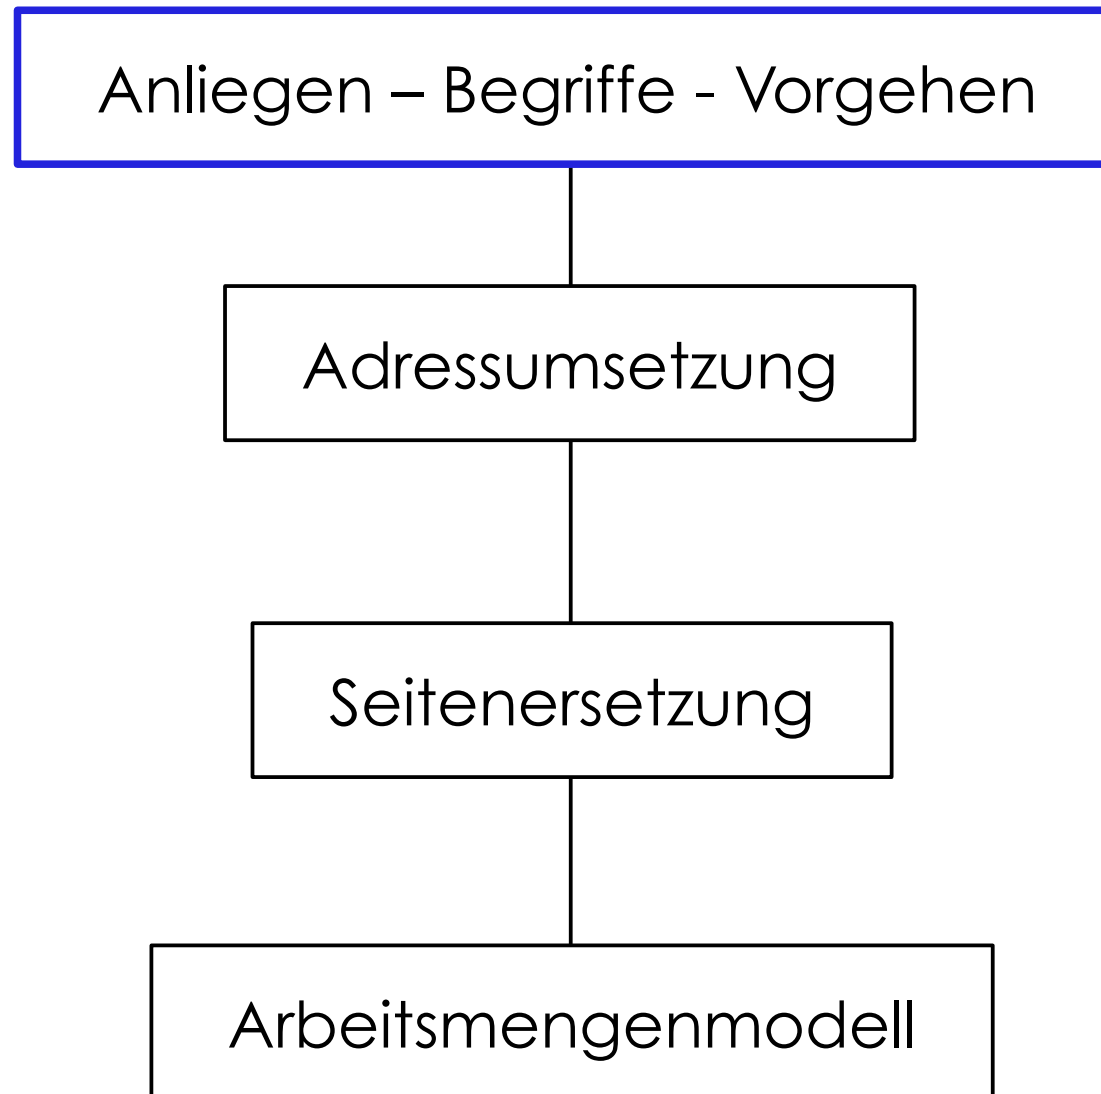 Anliegen – Begriffe - Vorgehen
Adressumsetzung
Seitenersetzung
Arbeitsmengenmodell